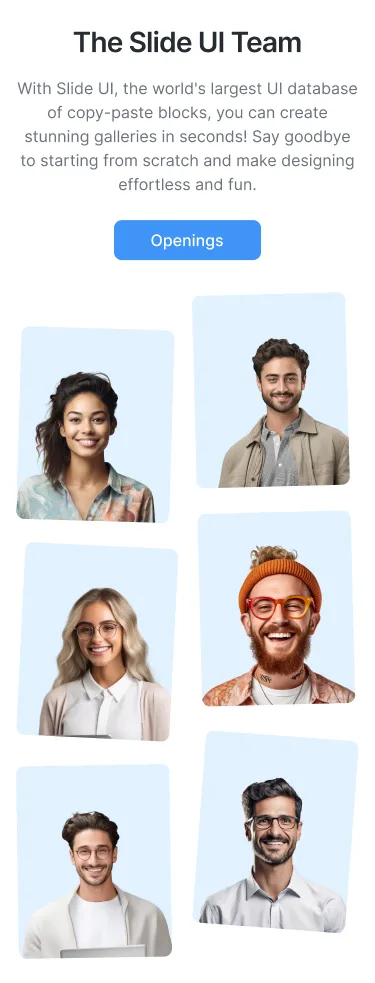 The Slide UI Team
With Slide UI, the world's largest UI database
of copy-paste blocks, you can create
stunning galleries in seconds! Say goodbye
to starting from scratch and make designing
effortless and fun.
Openings